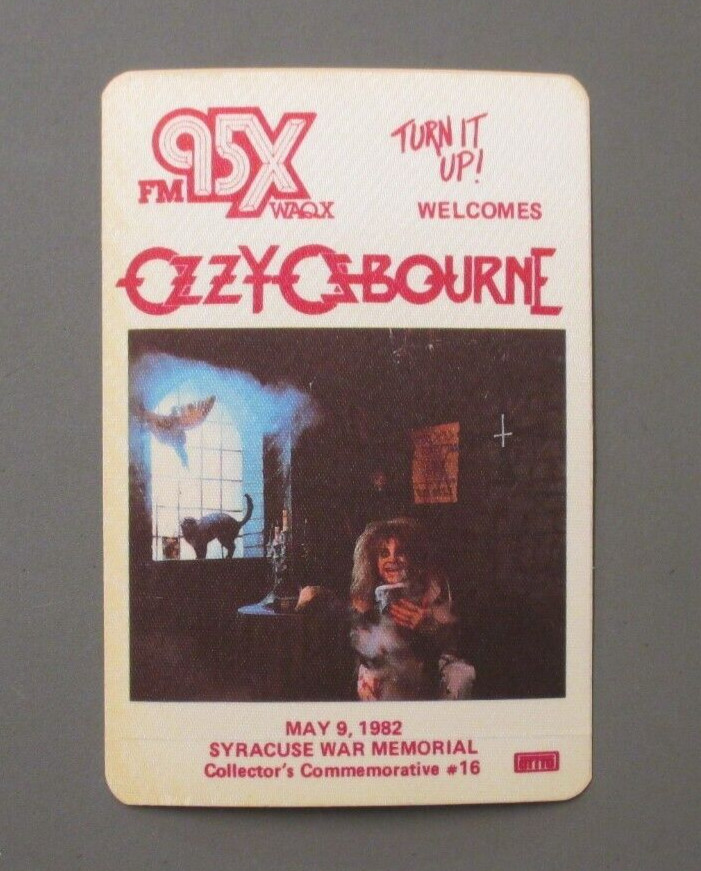 95X
FM
WAQX
TURN IT
UP!
WELCOMES
OZZY OSBOURNE
MAY 9, 1982
SYRACUSE WAR MEMORIAL
Collector's Commemorative #16